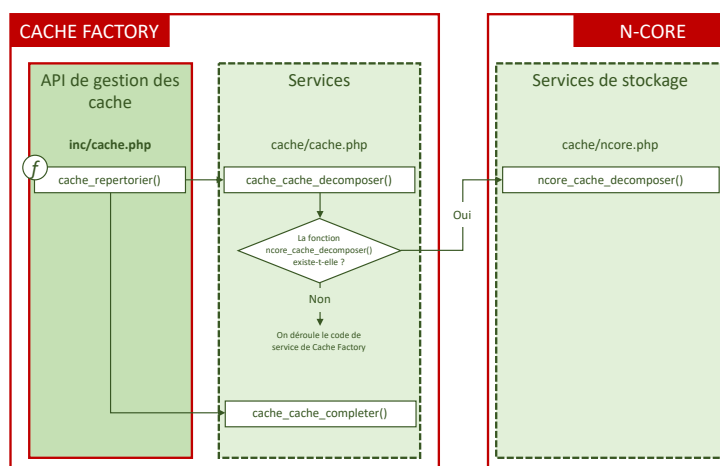 CACHE FACTORY
N-CORE
API de gestion des
cache
Services
Services de stockage
inc/cache.php
cache/cache.php
cache/ncore.php
f
cache_repertorier()
cache_cache_decomposer()
ncore_cache_decomposer()
Oui
La fonction
ncore_cache_decomposer()
existe-t-elle ?
Non
On déroule le code de
service de Cache Factory
cache_cache_completer()